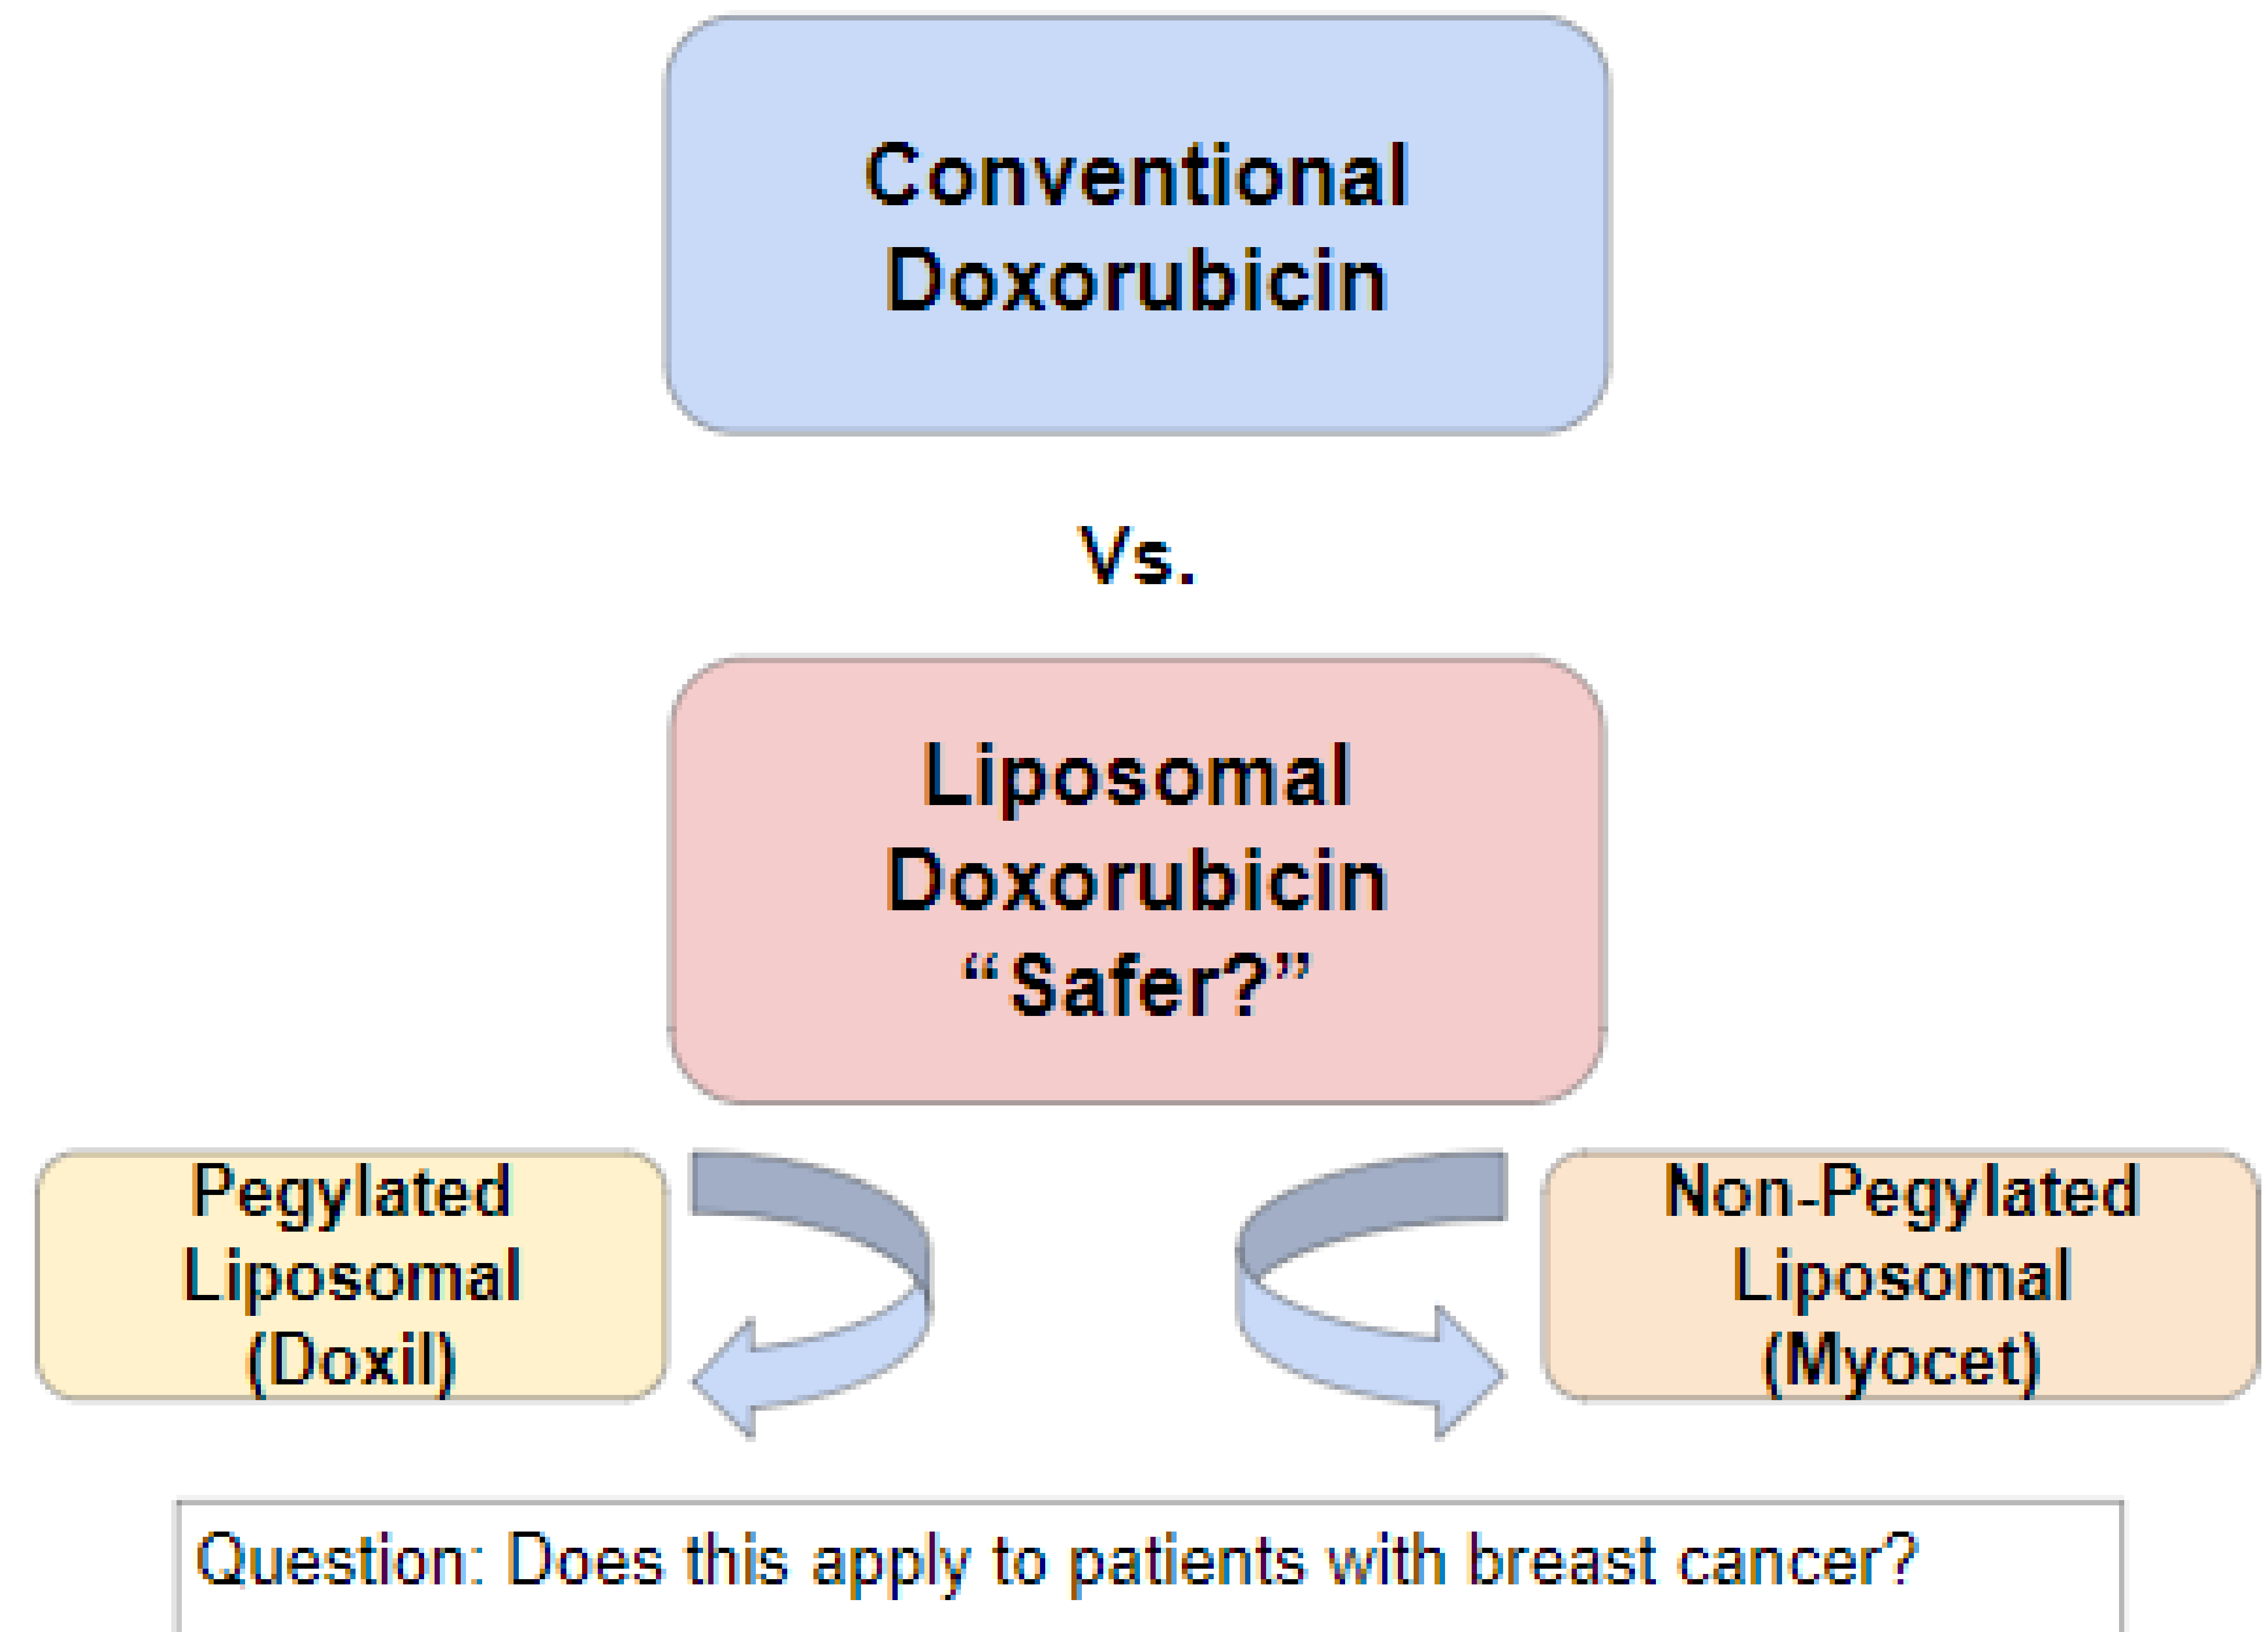 Conventional
Doxorubicin
Vs.
Liposomal
Doxorubicin
“Safer?”
Pegylated
Liposomal
(Doxil)
Non-Pegylated
Liposomal
(Myocet)
Question: Does this apply to patients with breast cancer?